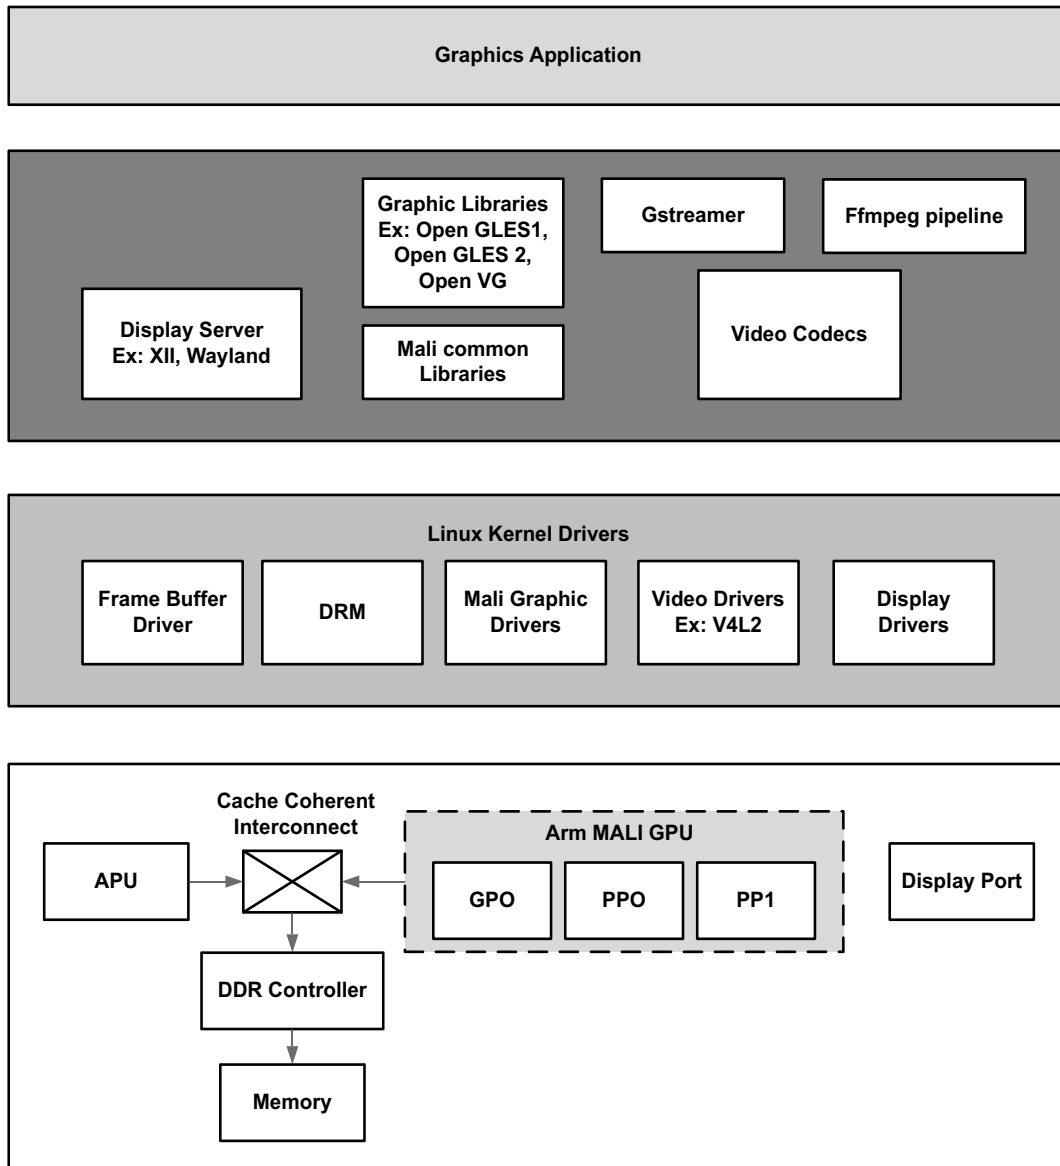 Graphics Application
Graphic Libraries
Ex: Open GLES1,
Open GLES 2,
Open VG
Gstreamer
Ffmpeg pipeline
Display Server
Ex: XII, Wayland
Mali common
Libraries
Video Codecs
Linux Kernel Drivers
Frame Buffer
Driver
DRM
Mali Graphic
Drivers
Video Drivers
Ex: V4L2
Display
Drivers
Cache Coherent
Interconnect
Arm MALI GPU
APU
GPO
PPO
PP1
Display Port
DDR Controller
Memory